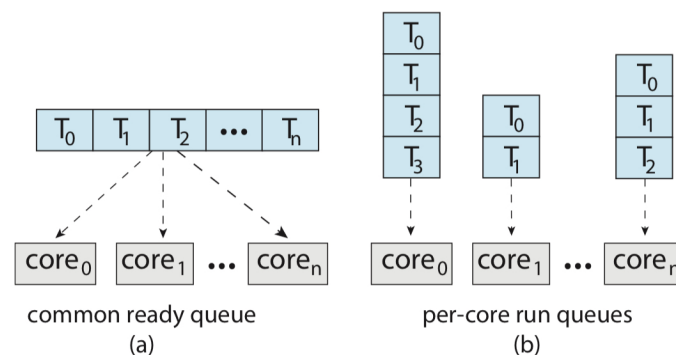 T0 T1 T2 ••• Tn
core0 core1 ••• coren
common ready queue
(a)
T0
T1
T2
T3
T0
T1
T0
T1
T2
core0 core1 ••• coren
per-core run queues
(b)